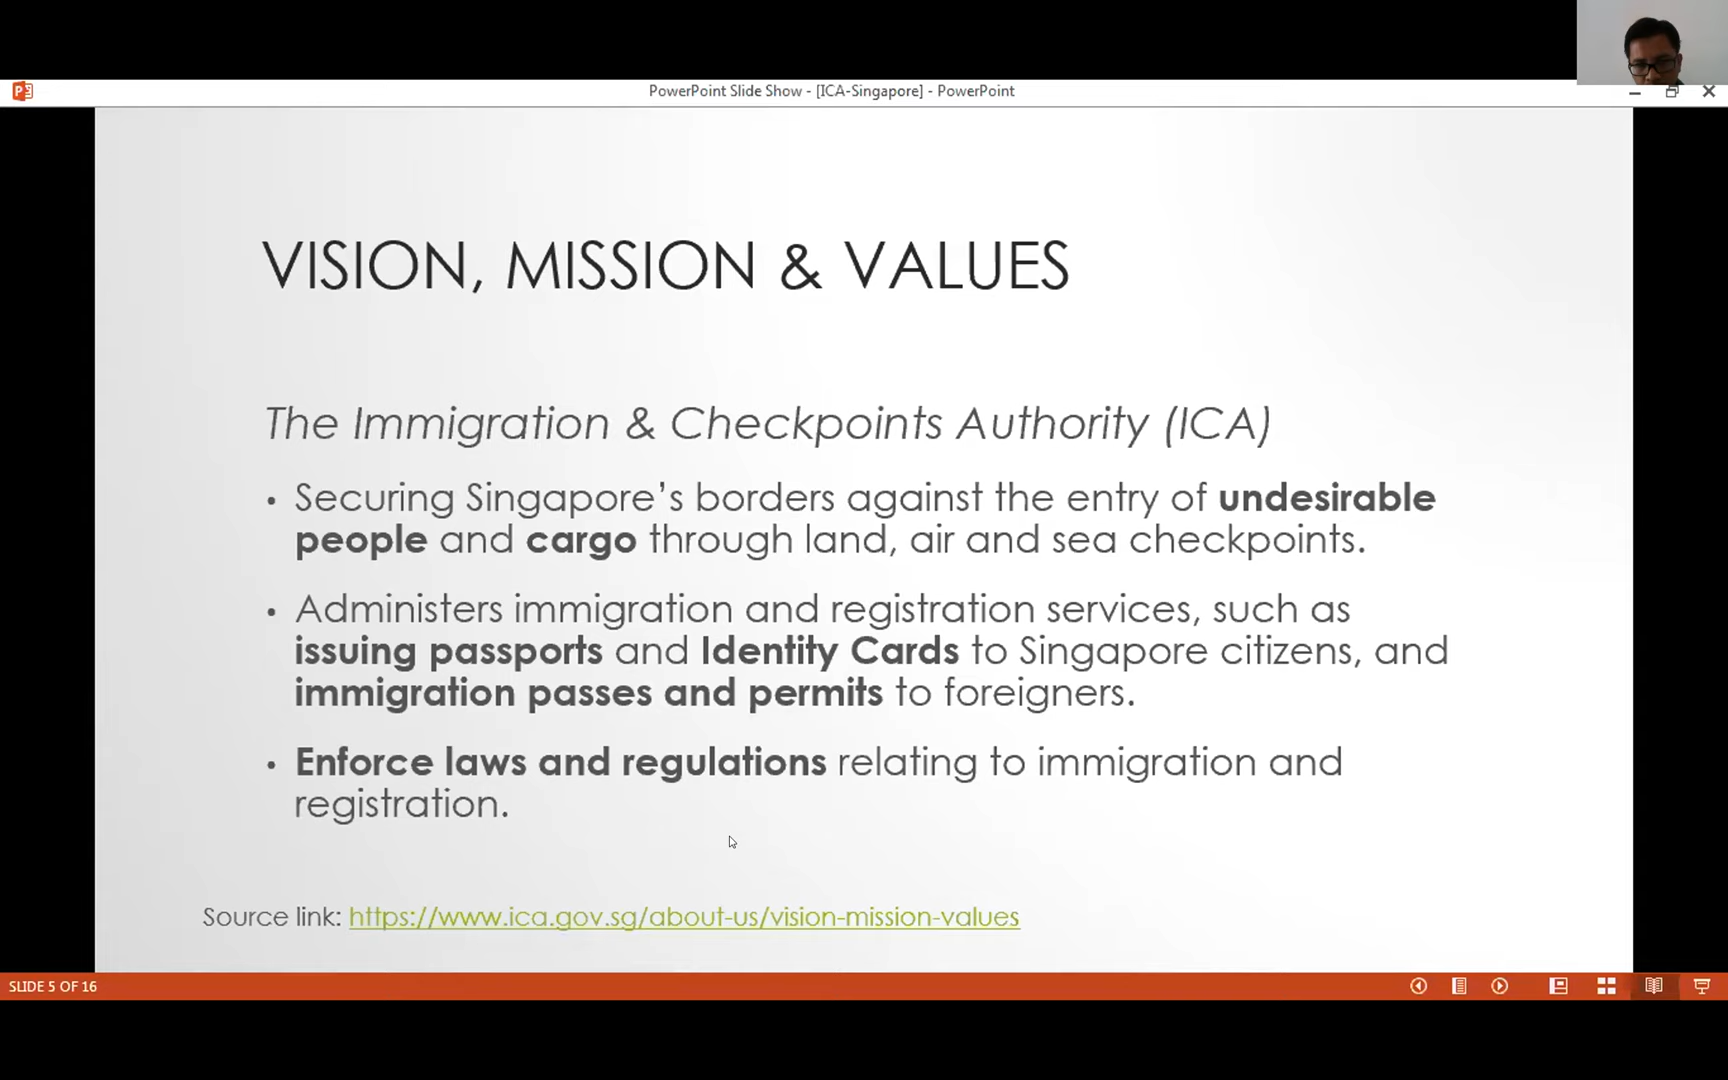 PowerPoint Slide Show - [ICA-Singapore] - PowerPoint
VISION, MISSION & VALUES
The Immigration & Checkpoints Authority (ICA)
• Securing Singapore’s borders against the entry of undesirable
people and cargo through land, air and sea checkpoints.
• Administers immigration and registration services, such as
issuing passports and Identity Cards to Singapore citizens, and
immigration passes and permits to foreigners.
• Enforce laws and regulations relating to immigration and
registration.
Source link: https://www.ica.gov.sg/about-us/vision-mission-values
SLIDE 5 OF 16